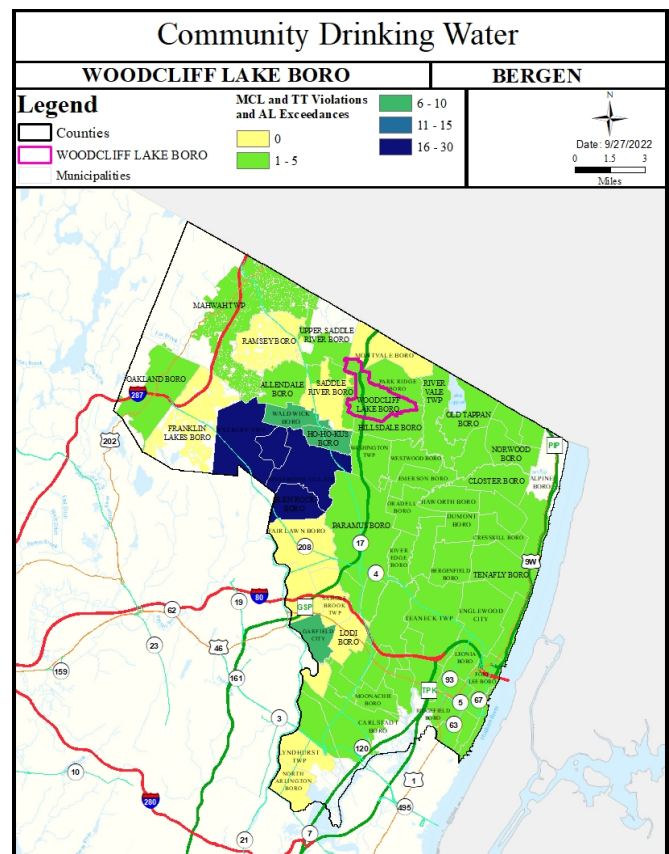 Community Drinking Water
WOODCLIFF LAKE BORO
BERGEN
Legend
Counties
WOODCLIFF LAKE BORO
Municipalities
MCL and TT Violations
and AL Exceedances
0
1 - 5
6 - 10
11 - 15
16 - 30
N
Date: 9/27/2022
0 1.5 3
Miles
MAHWAH TWP
RAMSEY BORO
UPPER SADDLE
RIVER BORO
MONTVALE BORO
OAKLAND BORO
ALLENDALE
BORO
SADDLE
RIVER BORO
PARK RIDGE
BORO
WOODCLIFF
LAKE BORO
RIVER
VALE
TWP
287
202
FRANKLIN
LAKES BORO
WALDWICK
BORO
HO-HO-KUS
BORO
HILLSDALE BORO
OLD TAPPAN
BORO
WASHINGTON
TWP
WESTWOOD BORO
NORWOOD
BORO
PIP
EMERSON BORO
CLOSTER BORO
ALPINE
BORO
GLEN ROCK
BORO
ORADELL
BORO
HAWORTH BORO
DUMONT
BORO
PARAMUS BORO
FAIR LAWN BORO
208
17
CRESSKILL BORO
RIVER
EDGE
BORO
4
BERGENFIELD
BORO
TENAFLY BORO
9W
80
19
62
GSP
BROOK
TWP
ENGLEWOOD
CITY
TEANECK TWP
GARFIELD
CITY
LODI
BORO
23
46
LEONIA
BORO
FORT
LEE BORO
159
161
93
TPK
5
67
MOONACHIE
BORO
RIDGEFIELD
BORO
63
3
CARLSTADT
BORO
120
LYNDHURST
TWP
10
NORTH
ARLINGTON
BORO
1
280
495
21
7